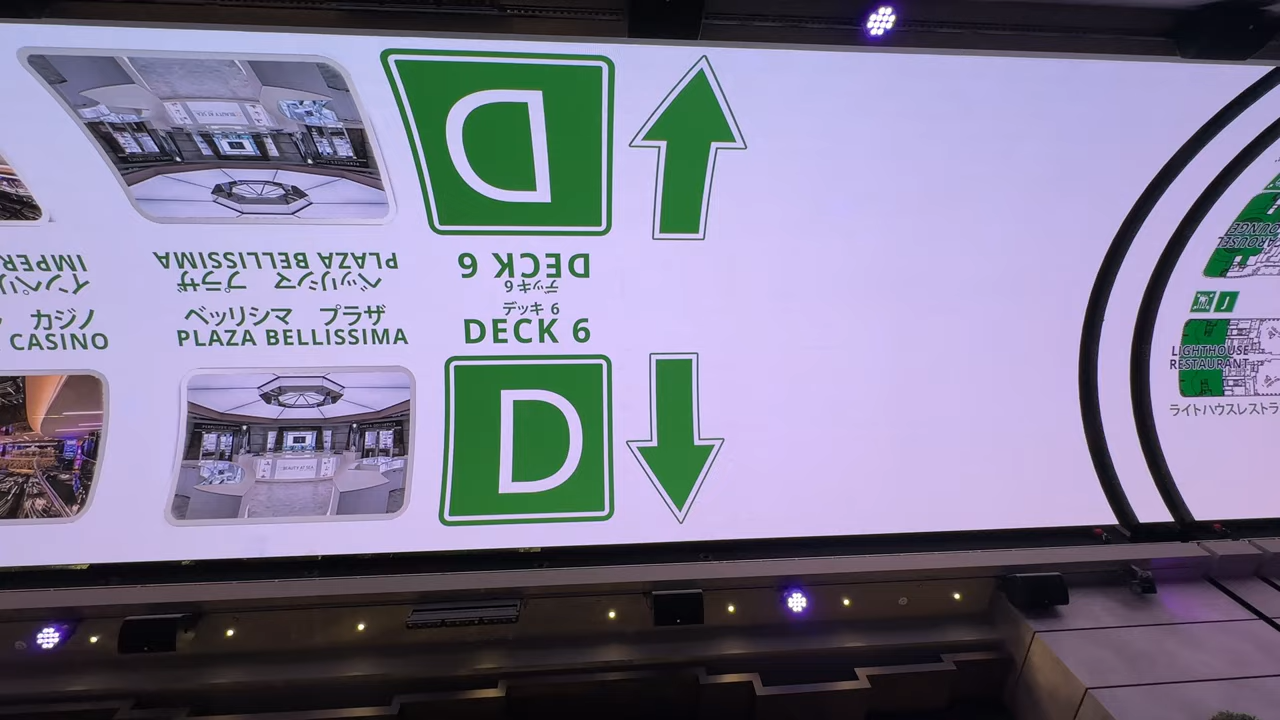 D
PLAZA BELLISSIMA
ベッリシマ プラザ
DECK 6
デッキ 6
IMPER
インペリ
カジノ
CASINO
ベッリシマ プラザ
PLAZA BELLISSIMA
デッキ 6
DECK 6
D
J
LIGHTHOUSE
RESTAURANT
ライトハウスレストラ